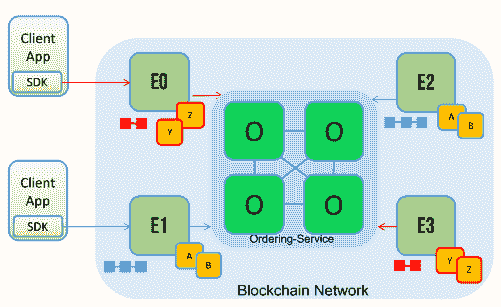 Client
App
SDK
E0
Z
Y
E2
A
B
O
O
O
O
Client
App
SDK
E1
A
B
E3
Y
Z
Ordering-Service
Blockchain Network